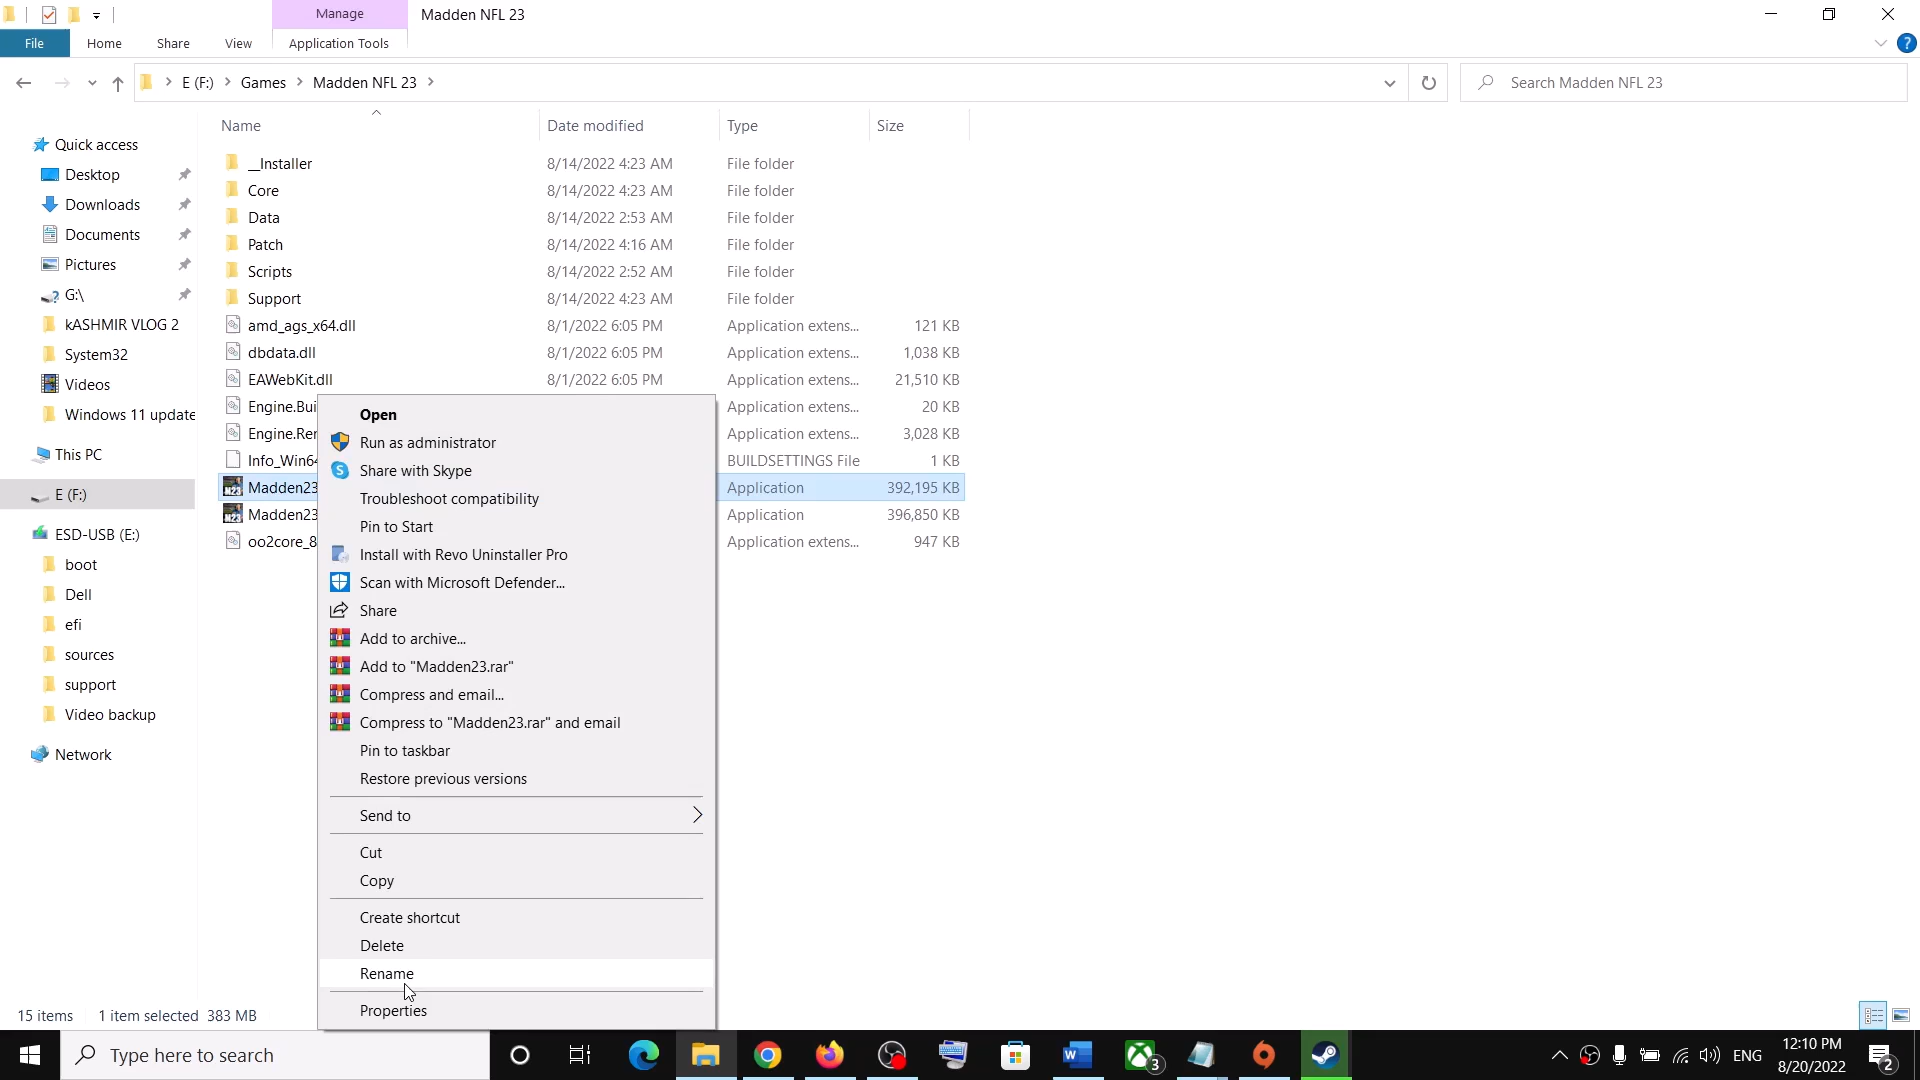 Manage
Madden NFL 23
File
Home
Share
View
Application Tools
E (F:)
Games
Madden NFL 23
Search Madden NFL 23
Name
Date modified
Type
Size
Quick access
Desktop
Downloads
Documents
Pictures
G:\
kASHMIR VLOG 2
System32
Videos
Windows 11 update
This PC
E (F:)
ESD-USB (E:)
boot
Dell
efi
sources
support
Video backup
Network
__Installer 8/14/2022 4:23 AM File folder
Core 8/14/2022 4:23 AM File folder
Data 8/14/2022 2:53 AM File folder
Patch 8/14/2022 4:16 AM File folder
Scripts 8/14/2022 2:52 AM File folder
Support 8/14/2022 4:23 AM File folder
amd_ags_x64.dll 8/1/2022 6:05 PM Application extens... 121 KB
dbdata.dll 8/1/2022 6:05 PM Application extens... 1,038 KB
EAWebKit.dll 8/1/2022 6:05 PM Application extens... 21,510 KB
Engine.Bui Application extens... 20 KB
Engine.Ren Application extens... 3,028 KB
Info_Win64 BUILDSETTINGS File 1 KB
Madden23 Application 392,195 KB
Madden23 Application 396,850 KB
oo2core_8 Application extens... 947 KB
Open
Run as administrator
Share with Skype
Troubleshoot compatibility
Pin to Start
Install with Revo Uninstaller Pro
Scan with Microsoft Defender...
Share
Add to archive...
Add to "Madden23.rar"
Compress and email...
Compress to "Madden23.rar" and email
Pin to taskbar
Restore previous versions
Send to
Cut
Copy
Create shortcut
Delete
Rename
Properties
15 items
1 item selected 383 MB
Type here to search
3
ENG
12:10 PM
8/20/2022
2